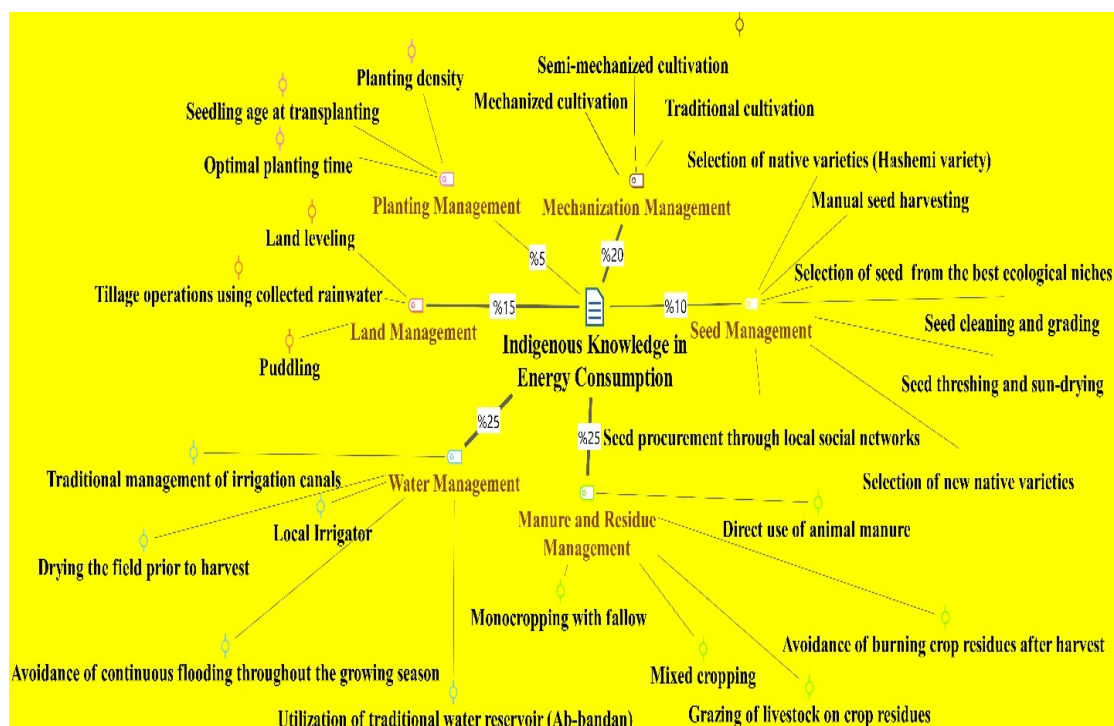 Semi-mechanized cultivation
Planting density
Mechanized cultivation
Traditional cultivation
Seedling age at transplanting
Optimal planting time
Selection of native varieties (Hashemi variety)
Planting Management
Mechanization Management
Manual seed harvesting
Land leveling
%5
%20
Tillage operations using collected rainwater
Selection of seed from the best ecological niches
%15
%10
Land Management
Seed Management
Seed cleaning and grading
Puddling
Indigenous Knowledge in
Energy Consumption
Seed threshing and sun-drying
%25
%25
Seed procurement through local social networks
Traditional management of irrigation canals
Water Management
Selection of new native varieties
Local Irrigator
Manure and Residue
Management
Direct use of animal manure
Drying the field prior to harvest
Monocropping with fallow
Avoidance of burning crop residues after harvest
Avoidance of continuous flooding throughout the growing season
Mixed cropping
Utilization of traditional water reservoir (Ab-bandan)
Grazing of livestock on crop residues